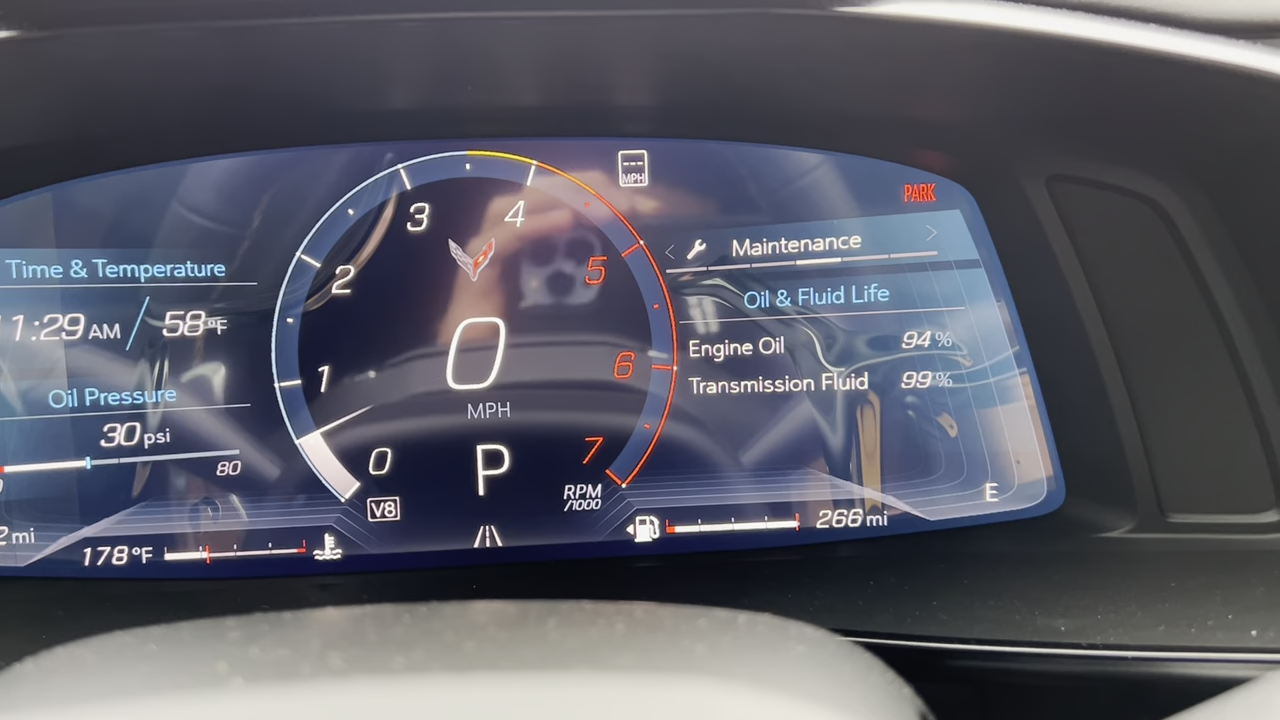 Time & Temperature
11:29 AM / 58°F
Oil Pressure
30 psi
80
mi
178°F
0
1
2
3
4
5
6
7
RPM
/1000
0
MPH
P
V8
---
MPH
PARK
< Maintenance >
Oil & Fluid Life
Engine Oil 94%
Transmission Fluid 99%
E
266 mi